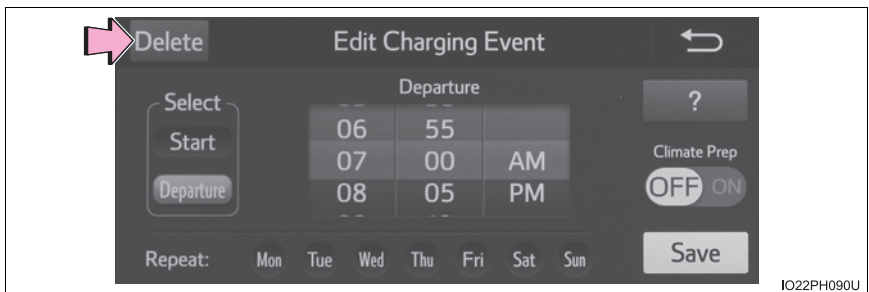 Delete
Edit Charging Event
Departure
Select
Start
Departure
06 55
07 00 AM
08 05 PM
?
Climate Prep
OFF ON
Repeat: Mon Tue Wed Thu Fri Sat Sun
Save
IO22PH090U